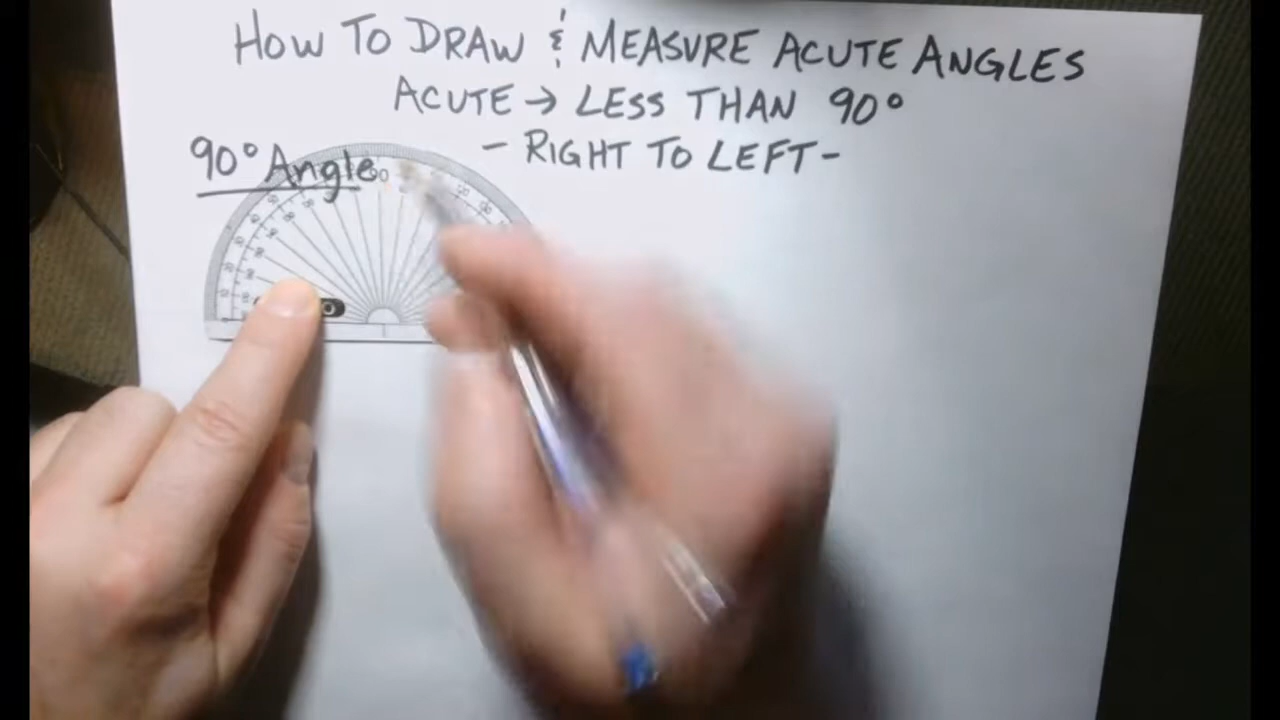 HOW TO DRAW & MEASURE ACUTE ANGLES
ACUTE → LESS THAN 90°
- RIGHT TO LEFT -
90° Angle